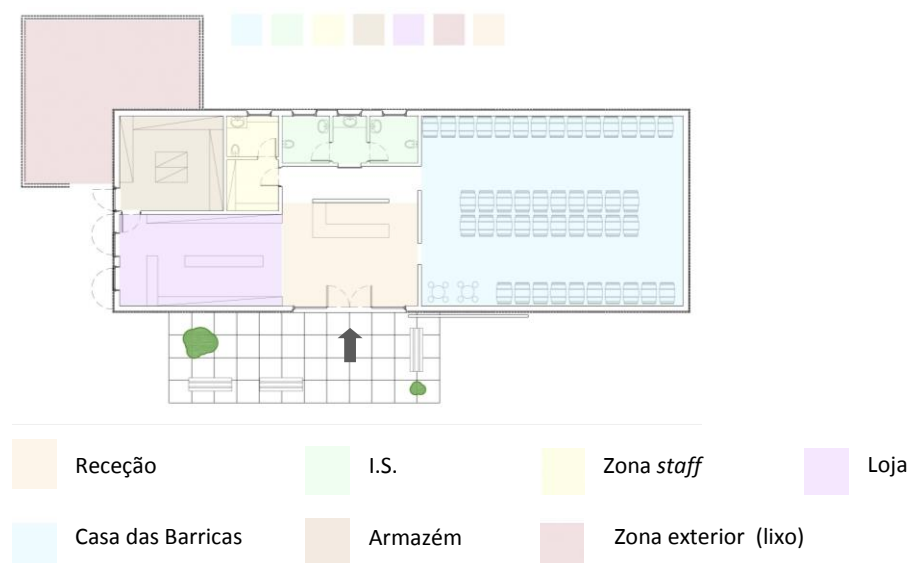 Receção
I.S.
Zona staff
Loja
Casa das Barricas
Armazém
Zona exterior (lixo)